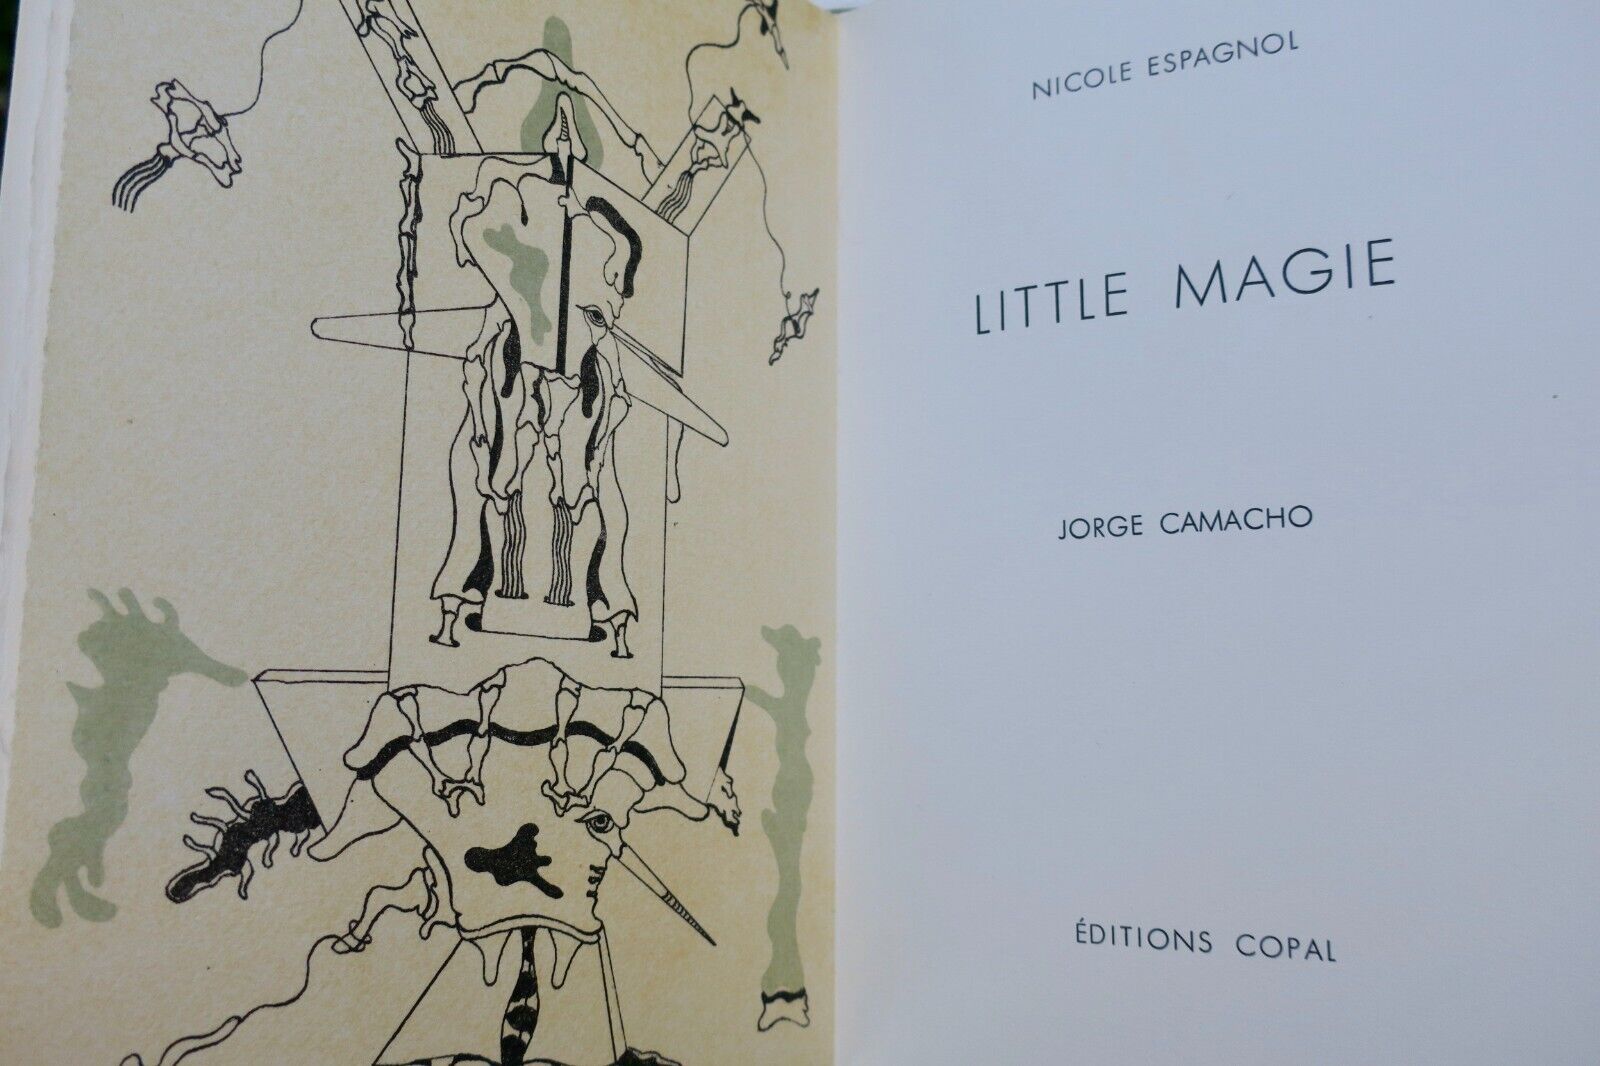 NICOLE ESPAGNOL
LITTLE MAGIE
JORGE CAMACHO
ÉDITIONS COPAL